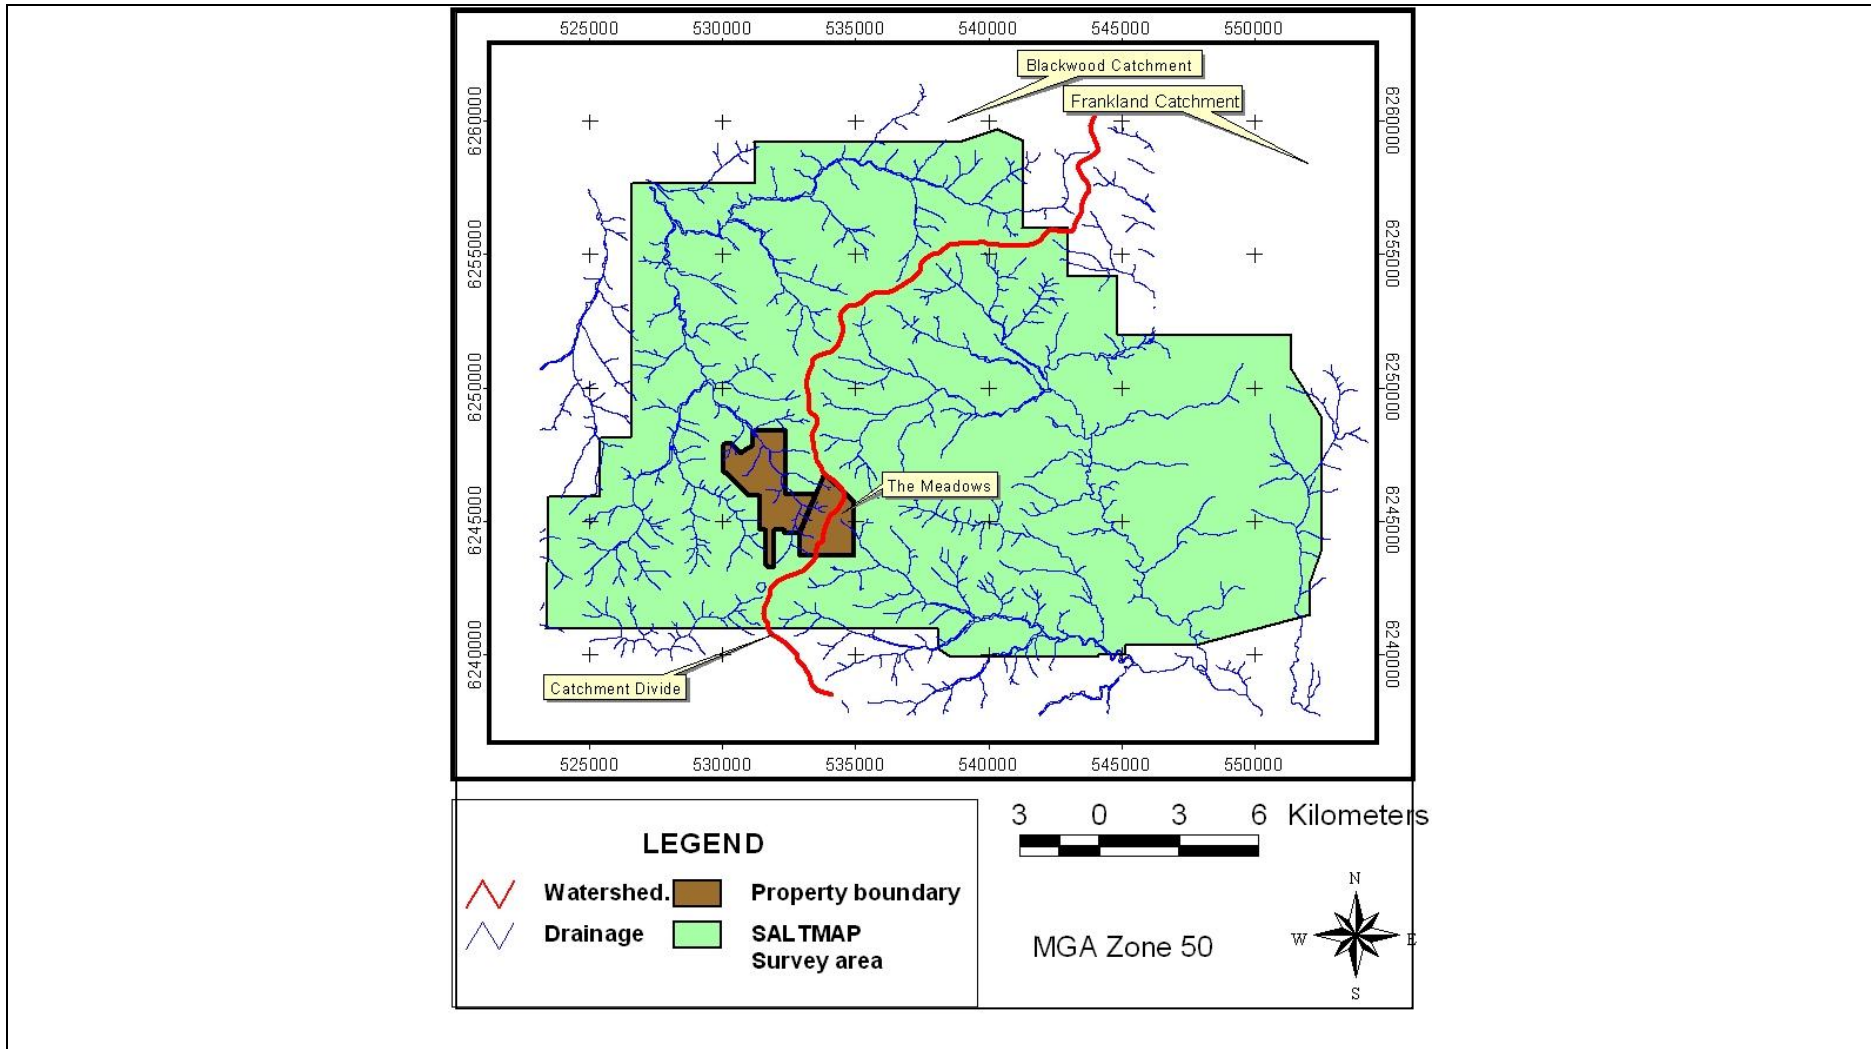 525000 530000 535000 540000 545000 550000
Blackwood Catchment
Frankland Catchment
6260000 6260000
6255000 6255000
6250000 6250000
The Meadows
6245000 6245000
6240000 6240000
Catchment Divide
525000 530000 535000 540000 545000 550000
LEGEND
Watershed. Property boundary
Drainage SALTMAP
Survey area
3 0 3 6 Kilometers
MGA Zone 50
N
W E
S